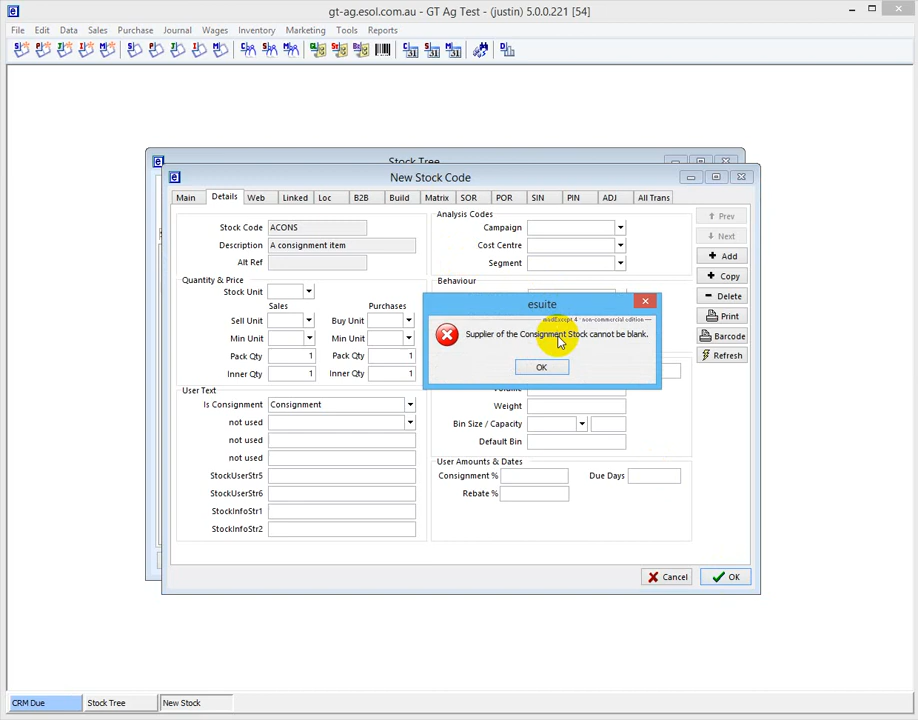 gt-ag.esol.com.au - GT Ag Test - (justin) 5.0.0.221 [54]
File Edit Data Sales Purchase Journal Wages Inventory Marketing Tools Reports
Stock Tree
New Stock Code
Main Details Web Linked Loc B2B Build Matrix SOR POR SIN PIN ADJ All Trans
Stock Code ACONS
Description A consignment item
Alt Ref
Analysis Codes
Campaign
Cost Centre
Segment
Prev
Next
Add
Copy
Delete
Print
Barcode
Refresh
Quantity & Price
Stock Unit
Sales Purchases
Sell Unit Buy Unit
Min Unit Min Unit
Pack Qty 1 Pack Qty 1
Inner Qty 1 Inner Qty 1
Behaviour
esuite
madExcept 4 ' non-commercial edition
Supplier of the Consignment Stock cannot be blank.
OK
Volume
Weight
Bin Size / Capacity
Default Bin
User Text
Is Consignment Consignment
not used
not used
not used
StockUserStr5
StockUserStr6
StockInfoStr1
StockInfoStr2
User Amounts & Dates
Consignment % Due Days
Rebate %
Cancel OK
CRM Due Stock Tree New Stock